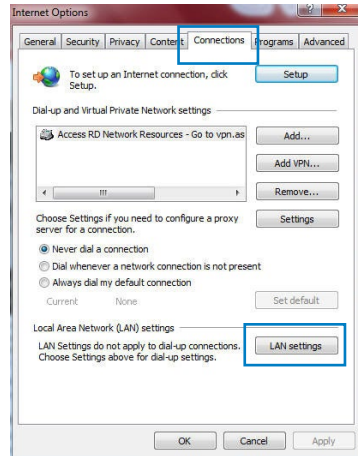 Internet Options
General Security Privacy Content Connections Programs Advanced
To set up an Internet connection, click Setup.
Setup
Dial-up and Virtual Private Network settings
Access RD Network Resources - Go to vpn.as
Add...
Add VPN...
Remove...
Choose Settings if you need to configure a proxy
server for a connection.
Settings
Never dial a connection
Dial whenever a network connection is not present
Always dial my default connection
Current None
Set default
Local Area Network (LAN) settings
LAN Settings do not apply to dial-up connections.
Choose Settings above for dial-up settings.
LAN settings
OK Cancel Apply